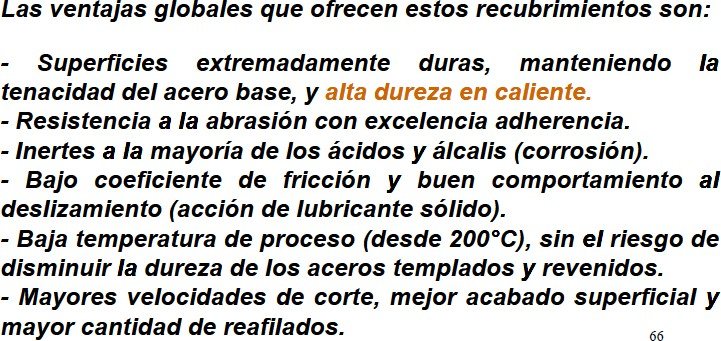 Las ventajas globales que ofrecen estos recubrimientos son:
- Superficies extremadamente duras, manteniendo la
tenacidad del acero base, y alta dureza en caliente.
- Resistencia a la abrasión con excelencia adherencia.
- Inertes a la mayoría de los ácidos y álcalis (corrosión).
- Bajo coeficiente de fricción y buen comportamiento al
deslizamiento (acción de lubricante sólido).
- Baja temperatura de proceso (desde 200°C), sin el riesgo de
disminuir la dureza de los aceros templados y revenidos.
- Mayores velocidades de corte, mejor acabado superficial y
mayor cantidad de reafilados.
66